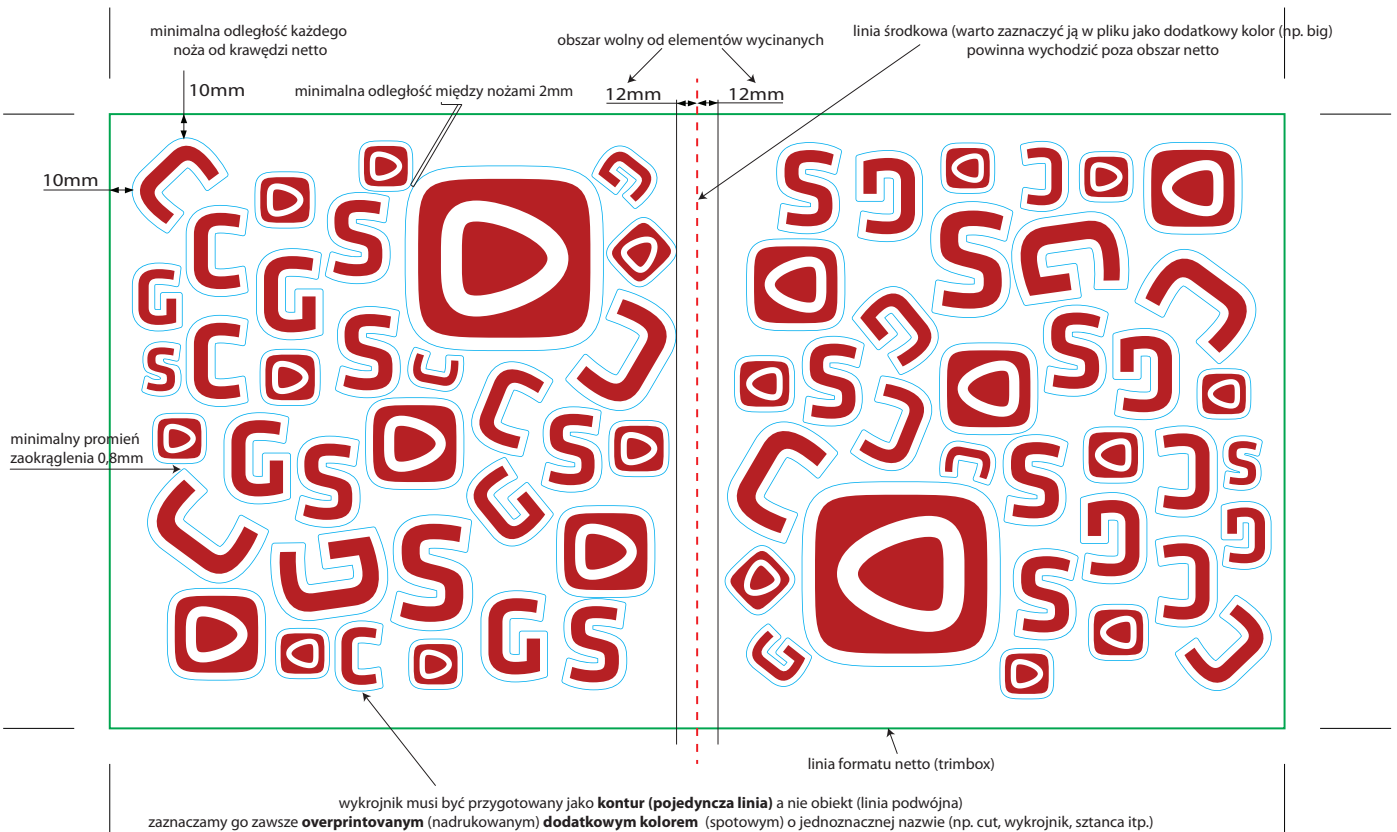 minimalna odległość każdego
noża od krawędzi netto
obszar wolny od elementów wycinanych
linia środkowa (warto zaznaczyć ją w pliku jako dodatkowy kolor (np. big)
powinna wychodzić poza obszar netto
10mm
minimalna odległość między nożami 2mm
12mm
12mm
10mm
minimalny promień
zaokrąglenia 0,8mm
linia formatu netto (trimbox)
wykrojnik musi być przygotowany jako kontur (pojedyncza linia) a nie obiekt (linia podwójna)
zaznaczamy go zawsze overprintovanym (nadrukowanym) dodatkowym kolorem (spotowym) o jednoznacznej nazwie (np. cut, wykrojnik, sztanca itp.)